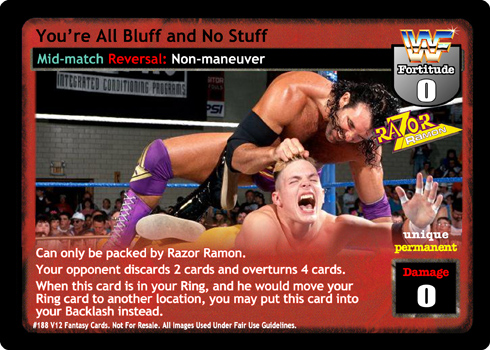 You're All Bluff and No Stuff
Mid-match Reversal: Non-maneuver
WF
Fortitude
0
RAZOR
RAMON
INTEGRATED CONDITIONING PROGRAMS
unique
permanent
Can only be packed by Razor Ramon.
Your opponent discards 2 cards and overturns 4 cards.
When this card is in your Ring, and he would move your
Ring card to another location, you may put this card into
your Backlash instead.
Damage
0
#188 V12 Fantasy Cards. Not For Resale. All Images Used Under Fair Use Guidelines.